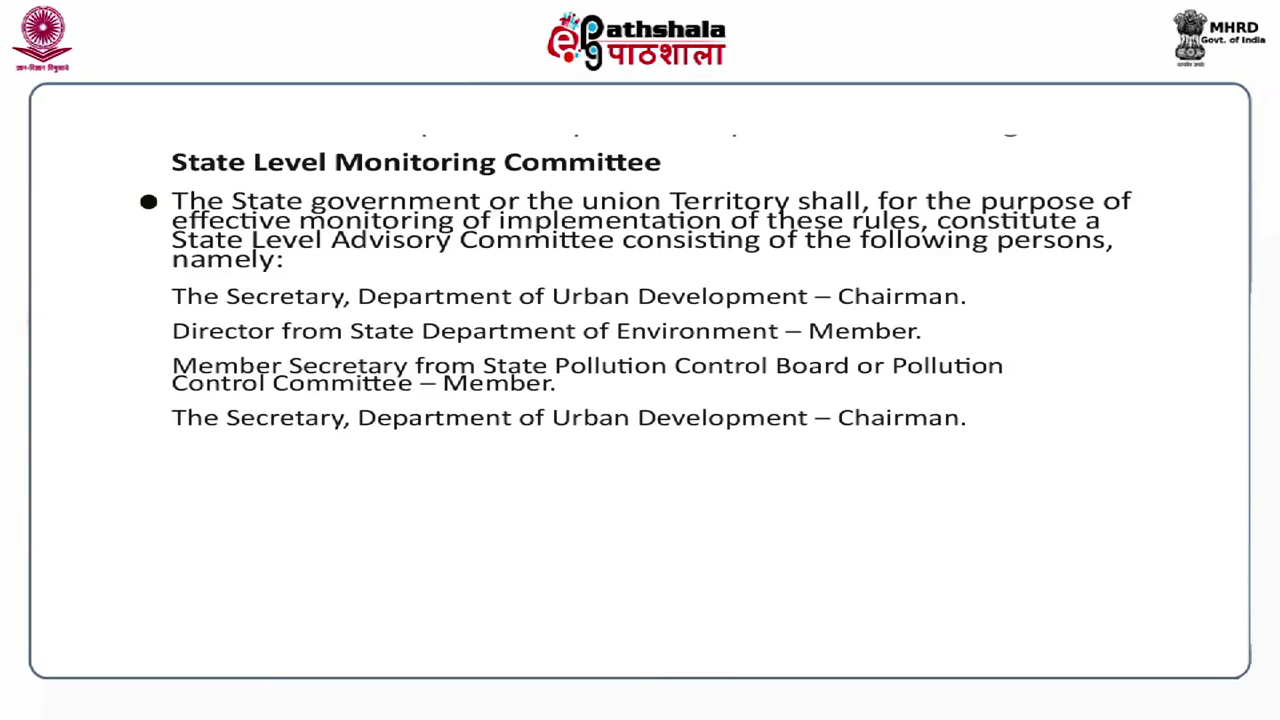 Pathshala
पाठशाला
MHRD
Govt. of India
State Level Monitoring Committee
The State government or the union Territory shall, for the purpose of
effective monitoring of implementation of these rules, constitute a
State Level Advisory Committee consisting of the following persons,
namely:
The Secretary, Department of Urban Development – Chairman.
Director from State Department of Environment – Member.
Member Secretary from State Pollution Control Board or Pollution
Control Committee – Member.
The Secretary, Department of Urban Development – Chairman.